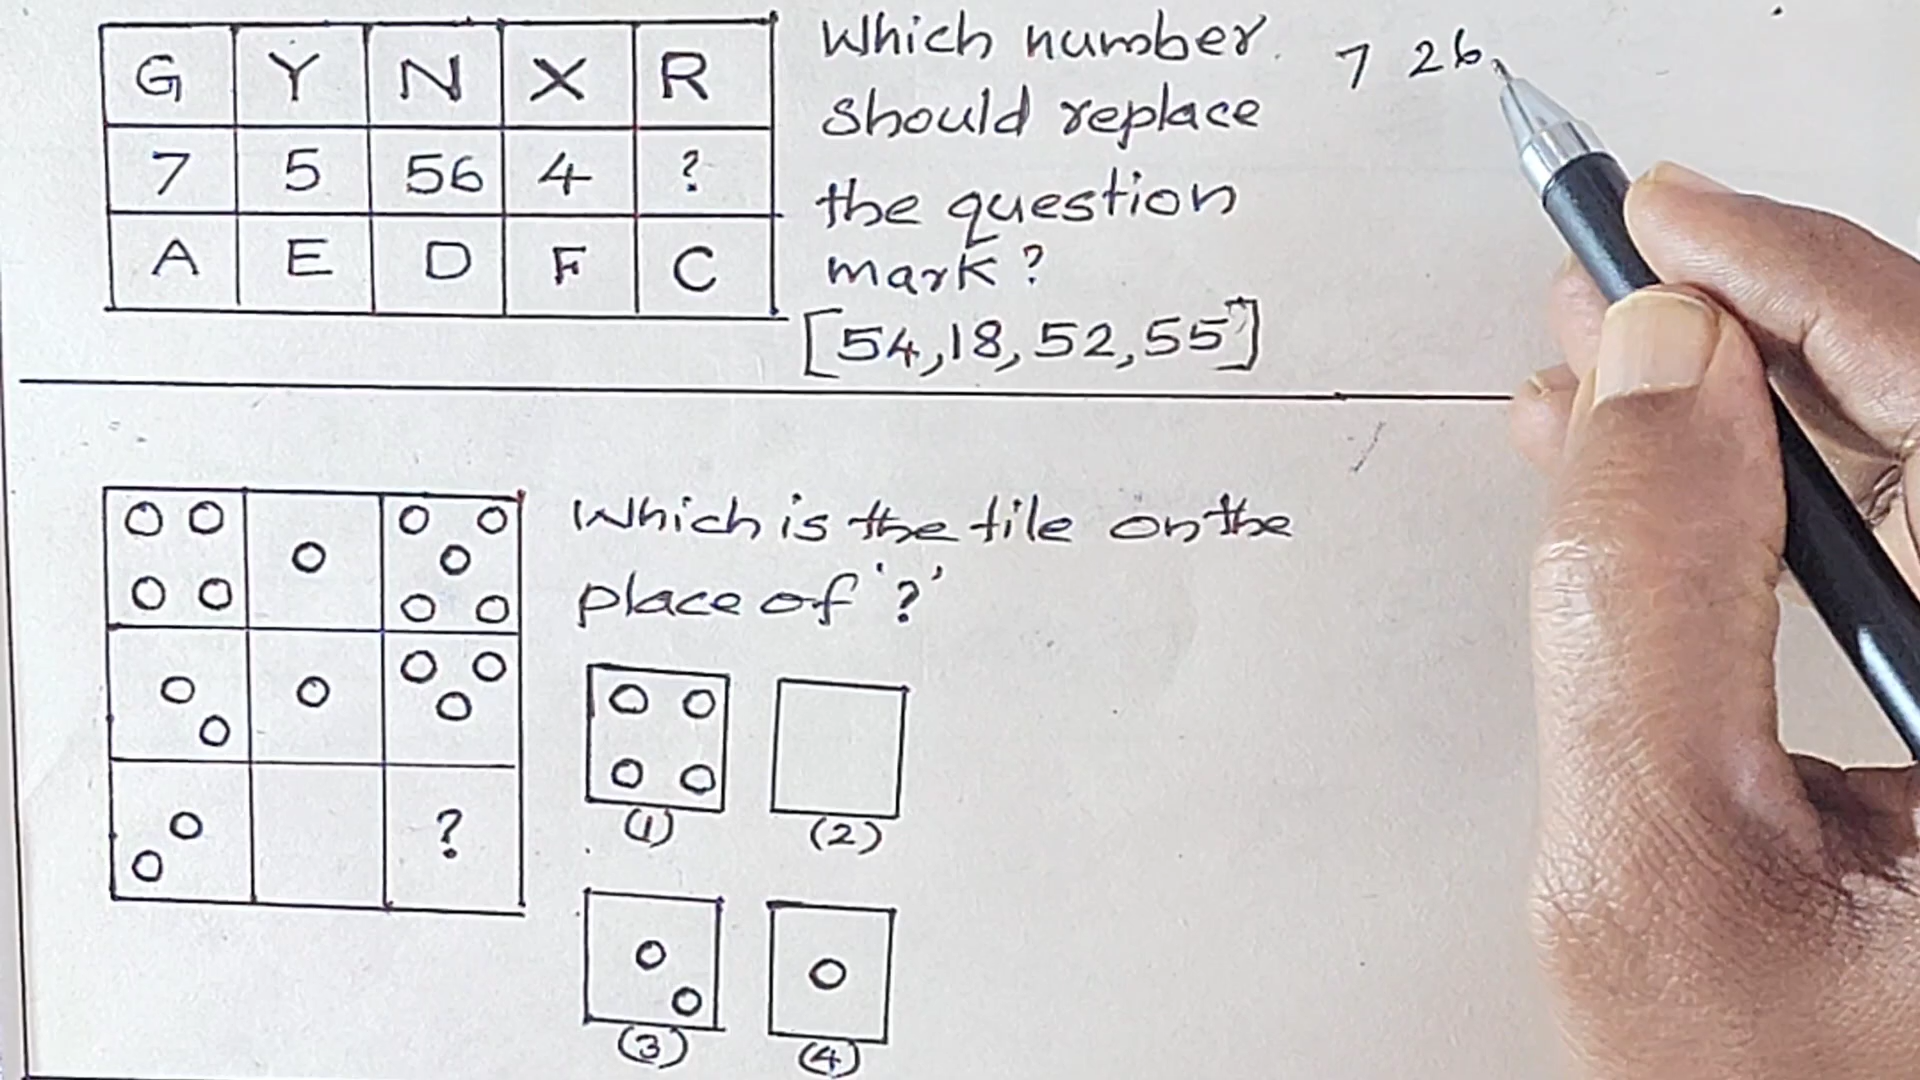 G Y N X R
7 5 56 4 ?
A E D F C
Which number
should replace
the question
mark?
[54,18,52,55]
7 26
Which is the tile on the
place of '?'
?
(1) (2)
(3) (4)